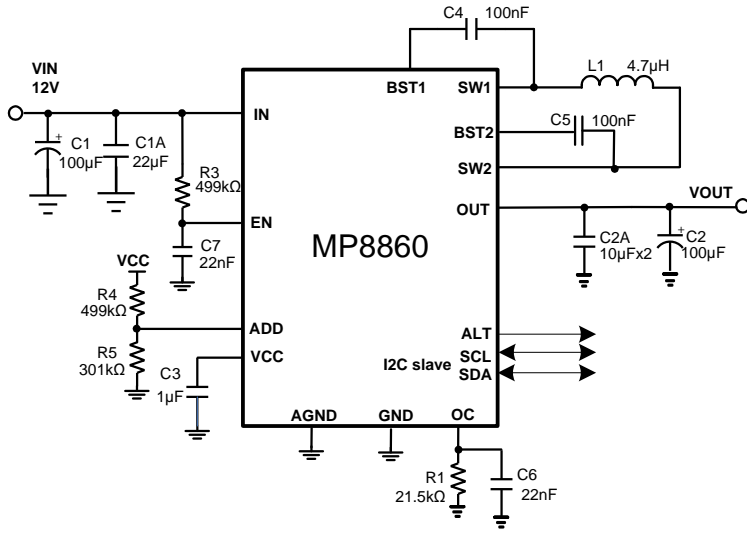 C4
100nF
VIN
12V
BST1
SW1
L1
4.7µH
IN
C5
100nF
C1
100µF
+
C1A
22µF
BST2
R3
499kΩ
SW2
VOUT
EN
OUT
MP8860
C7
22nF
C2A
10µFx2
+
C2
100µF
VCC
R4
499kΩ
ADD
ALT
R5
301kΩ
VCC
I2C slave
SCL
SDA
C3
1µF
AGND
GND
OC
R1
21.5kΩ
C6
22nF